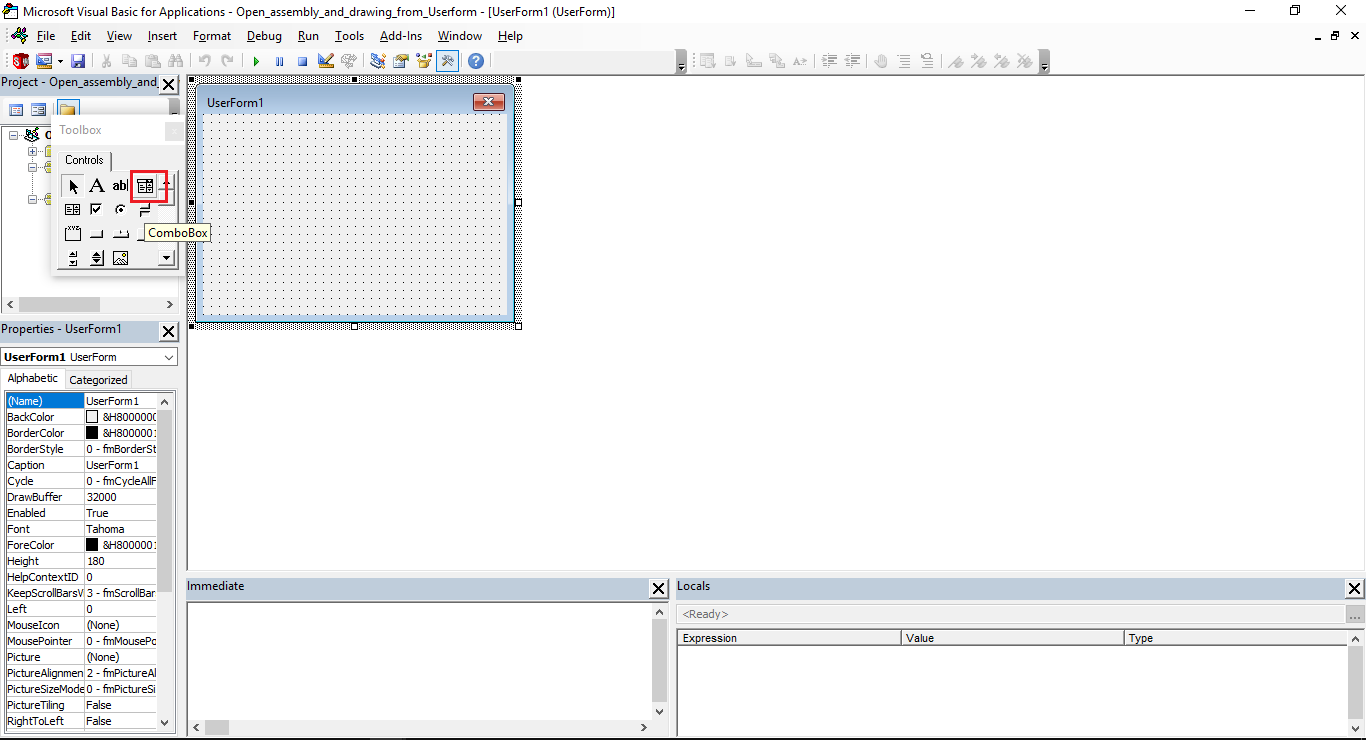 Microsoft Visual Basic for Applications - Open_assembly_and_drawing_from_Userform - [UserForm1 (UserForm)]
File Edit View Insert Format Debug Run Tools Add-Ins Window Help
Project - Open_assembly_and_
Toolbox
Controls
A ab|
ComboBox
UserForm1
Properties - UserForm1
UserForm1 UserForm
Alphabetic Categorized
(Name) UserForm1
BackColor &H8000000
BorderColor &H8000001
BorderStyle 0 - fmBorderSt
Caption UserForm1
Cycle 0 - fmCycleAllF
DrawBuffer 32000
Enabled True
Font Tahoma
ForeColor &H8000001
Height 180
HelpContextID 0
KeepScrollBarsV 3 - fmScrollBar
Left 0
MouseIcon (None)
MousePointer 0 - fmMousePo
Picture (None)
PictureAlignmen 2 - fmPictureAl
PictureSizeMode 0 - fmPictureSi
PictureTiling False
RightToLeft False
Immediate
Locals
<Ready>
Expression Value Type